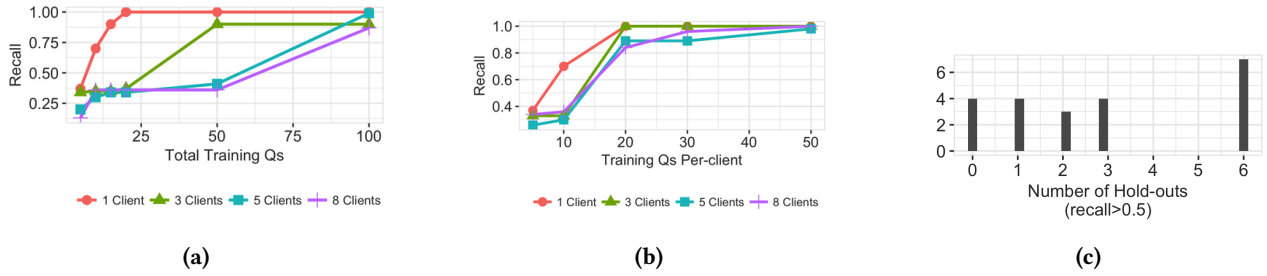 1.00
0.75
0.50
0.25
Recall
25 50 75 100
Total Training Qs
1 Client 3 Clients 5 Clients 8 Clients
(a)
1.0
0.8
0.6
0.4
Recall
10 20 30 40 50
Training Qs Per-client
1 Client 3 Clients 5 Clients 8 Clients
(b)
6
4
2
0
0 1 2 3 4 5 6
Number of Hold-outs
(recall>0.5)
(c)